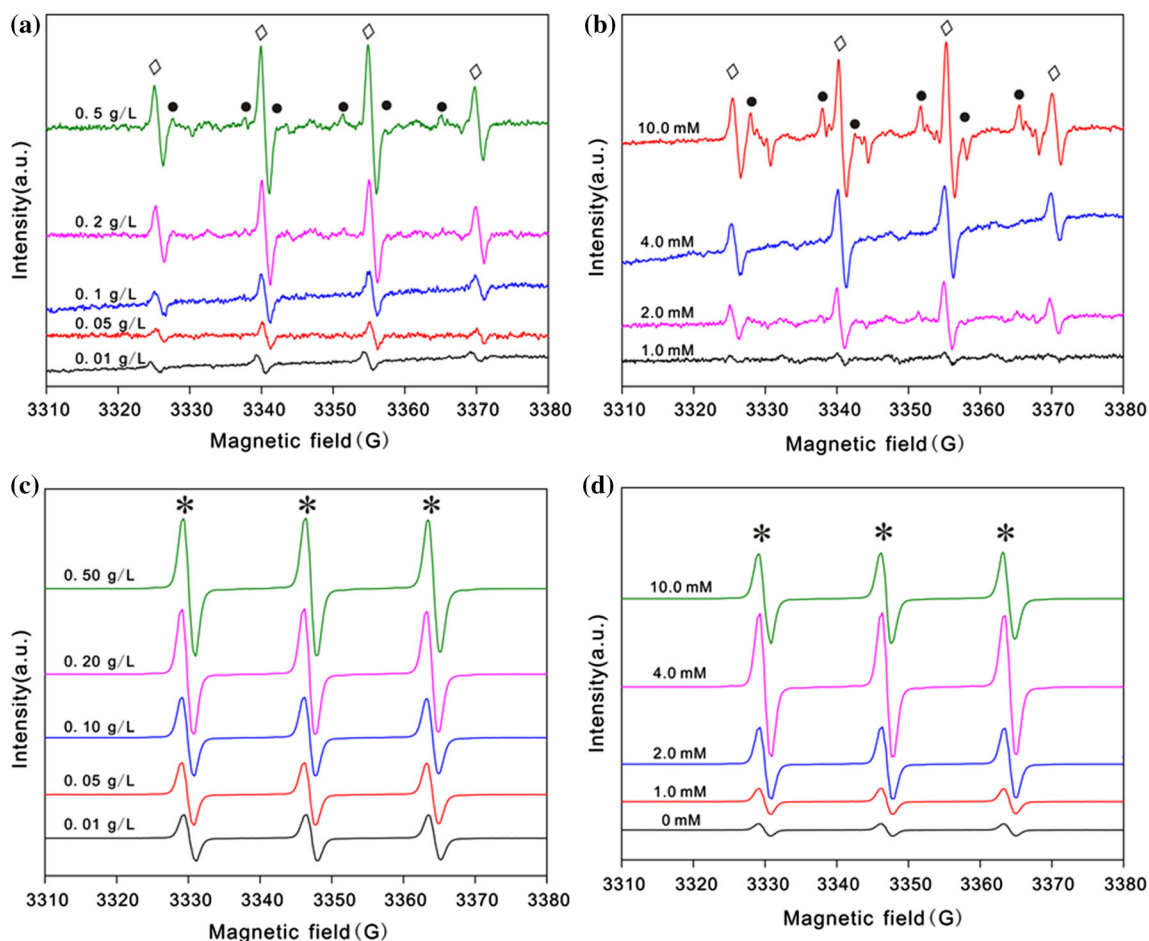 (a)
0.5 g/L
0.2 g/L
0.1 g/L
0.05 g/L
0.01 g/L
Intensity(a.u.)
3310 3320 3330 3340 3350 3360 3370 3380
Magnetic field(G)
(b)
10.0 mM
4.0 mM
2.0 mM
1.0 mM
Intensity(a.u.)
3310 3320 3330 3340 3350 3360 3370 3380
Magnetic field(G)
(c)
* * *
0.50 g/L
0.20 g/L
0.10 g/L
0.05 g/L
0.01 g/L
Intensity(a.u.)
3310 3320 3330 3340 3350 3360 3370 3380
Magnetic field(G)
(d)
* * *
10.0 mM
4.0 mM
2.0 mM
1.0 mM
0 mM
Intensity(a.u.)
3310 3320 3330 3340 3350 3360 3370 3380
Magnetic field(G)